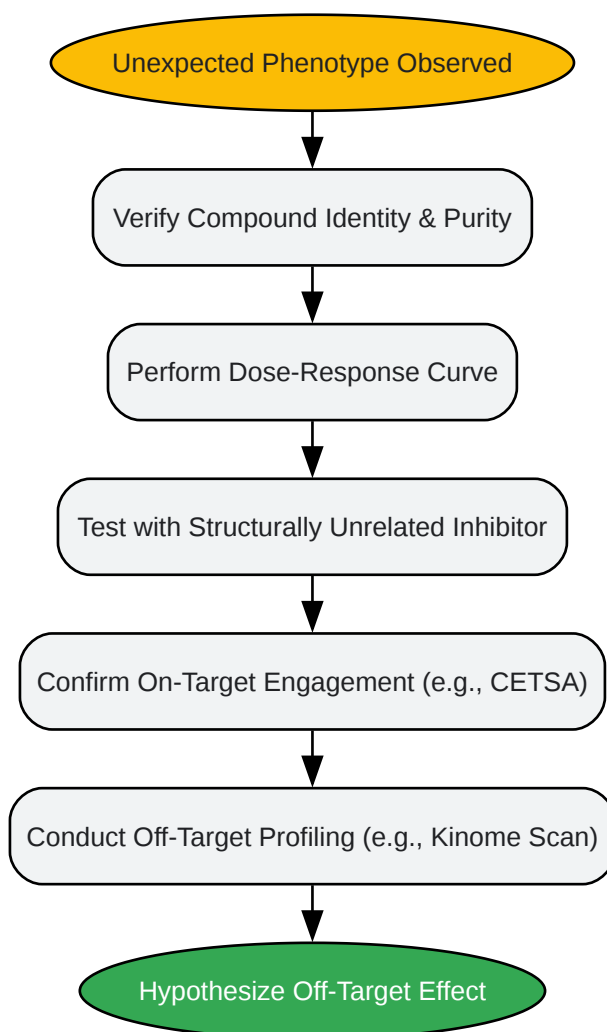 Unexpected Phenotype Observed
Verify Compound Identity & Purity
Perform Dose-Response Curve
Test with Structurally Unrelated Inhibitor
Confirm On-Target Engagement (e.g., CETSA)
Conduct Off-Target Profiling (e.g., Kinome Scan)
Hypothesize Off-Target Effect